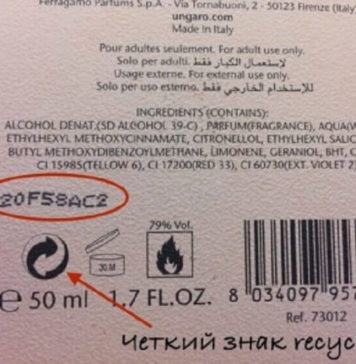 Ferragamo Parfums S.p.A. - Via Tornabuoni, 2 - 50123 Firenze (Italy
ungaro.com
Made in Italy
Pour adultes seulement. For adult use only.
Solo per adulti. لاستعمال الكبار فقط.
Usage externe. For external use only.
Solo per uso esterno. للاستخدام الخارجي فقط.
INGREDIENTS (CONTAINS):
ALCOHOL DENAT.(SD ALCOHOL 39-C), PARFUM(FRAGRANCE), AQUA(W
ETHYLHEXYL METHOXYCINNAMATE, CITRONELLOL, ETHYLHEXYL SALIC
BUTYL METHOXYDIBENZOYLMETHANE, LIMONENE, GERANIOL, BHT, C
CI 15985(YELLOW 6), CI 17200(RED 33), CI 60730(EXT. VIOLET 2)
20F58AC2
79% Vol.
30 M
e 50 ml 1.7 FL.OZ. 8 034097 957
Ref. 73012
Четкий знак recyc